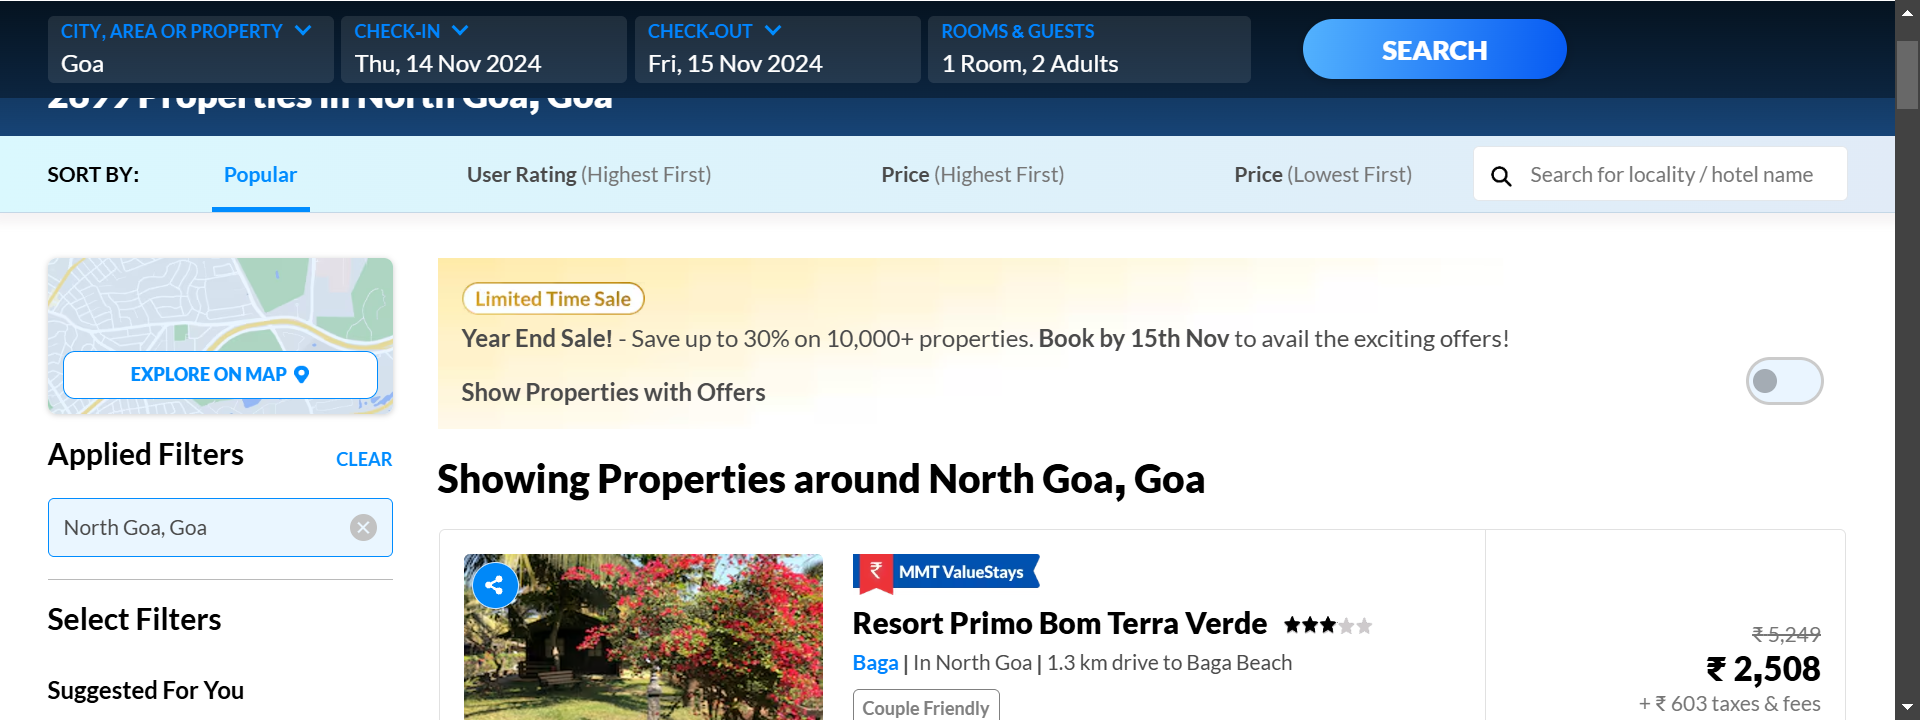 CITY, AREA OR PROPERTY
Goa
CHECK-IN
Thu, 14 Nov 2024
CHECK-OUT
Fri, 15 Nov 2024
ROOMS & GUESTS
1 Room, 2 Adults
SEARCH
Properties in North Goa, Goa
SORT BY:
Popular
User Rating (Highest First)
Price (Highest First)
Price (Lowest First)
Search for locality / hotel name
EXPLORE ON MAP
Applied Filters
CLEAR
North Goa, Goa
Select Filters
Suggested For You
Limited Time Sale
Year End Sale! - Save up to 30% on 10,000+ properties. Book by 15th Nov to avail the exciting offers!
Show Properties with Offers
Showing Properties around North Goa, Goa
₹ MMT ValueStays
Resort Primo Bom Terra Verde
Baga | In North Goa | 1.3 km drive to Baga Beach
Couple Friendly
₹ 5,249
₹ 2,508
+ ₹ 603 taxes & fees